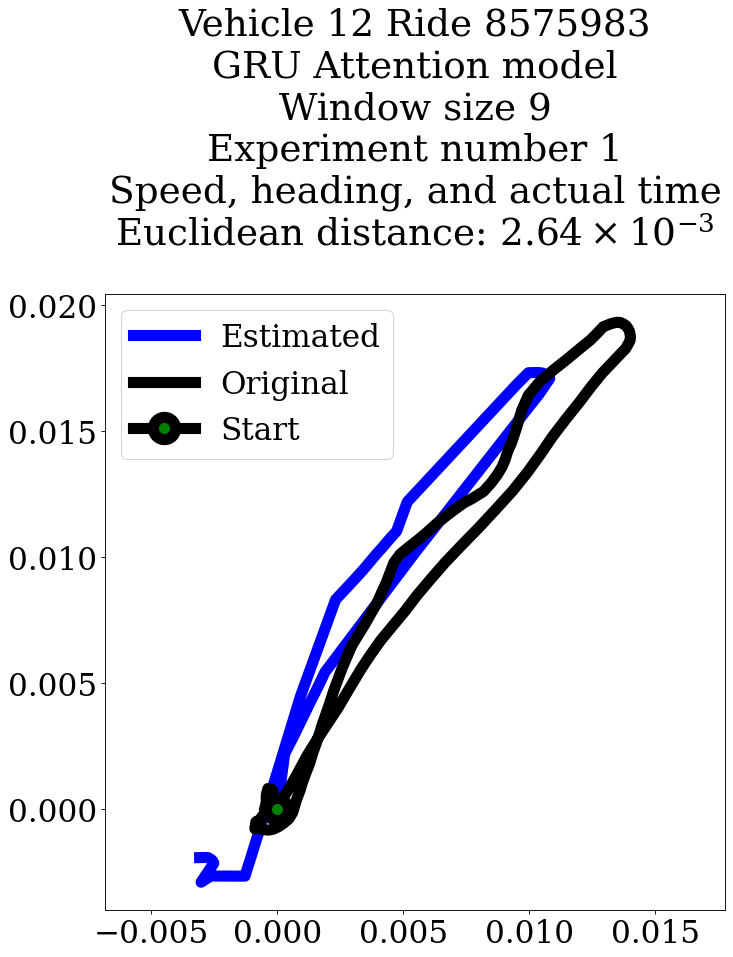 Vehicle 12 Ride 8575983
GRU Attention model
Window size 9
Experiment number 1
Speed, heading, and actual time
Euclidean distance: 2.64 × 10⁻³
0.020
0.015
0.010
0.005
0.000
Estimated
Original
Start
−0.005 0.000 0.005 0.010 0.015